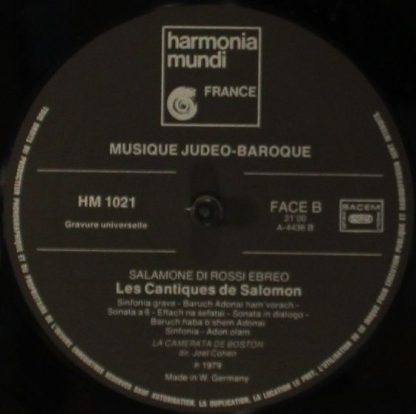 harmonia
mundi
FRANCE
MUSIQUE JUDEO-BAROQUE
HM 1021
Gravure universelle
FACE B
21'00
A-4436 B
SACEM
SALAMONE DI ROSSI EBREO
Les Cantiques de Salomon
Sinfonia grave - Baruch Adonai ham'vorach -
Sonata a 6 - Eftach na sefatai - Sonata in dialogo -
Baruch haba b'shem Adonai
Sinfonia - Adon olam
LA CAMERATA DE BOSTON
dir. Joel Cohen
℗ 1979
Made in W. Germany